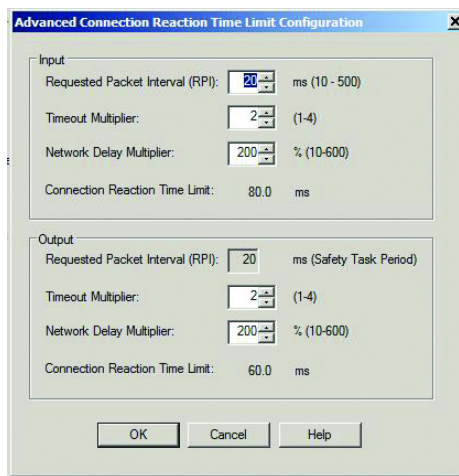 Advanced Connection Reaction Time Limit Configuration
Input
Requested Packet Interval (RPI): 20 ms (10 - 500)
Timeout Multiplier: 2 (1-4)
Network Delay Multiplier: 200 % (10-600)
Connection Reaction Time Limit: 80.0 ms
Output
Requested Packet Interval (RPI): 20 ms (Safety Task Period)
Timeout Multiplier: 2 (1-4)
Network Delay Multiplier: 200 % (10-600)
Connection Reaction Time Limit: 60.0 ms
OK Cancel Help